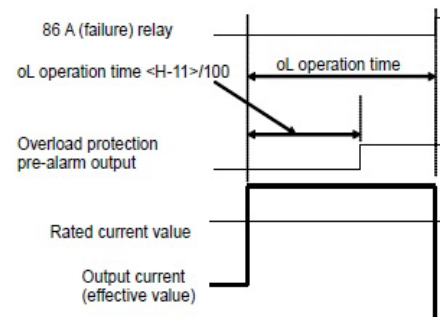 86 A (failure) relay
oL operation time <H-11>/100
oL operation time
Overload protection
pre-alarm output
Rated current value
Output current
(effective value)